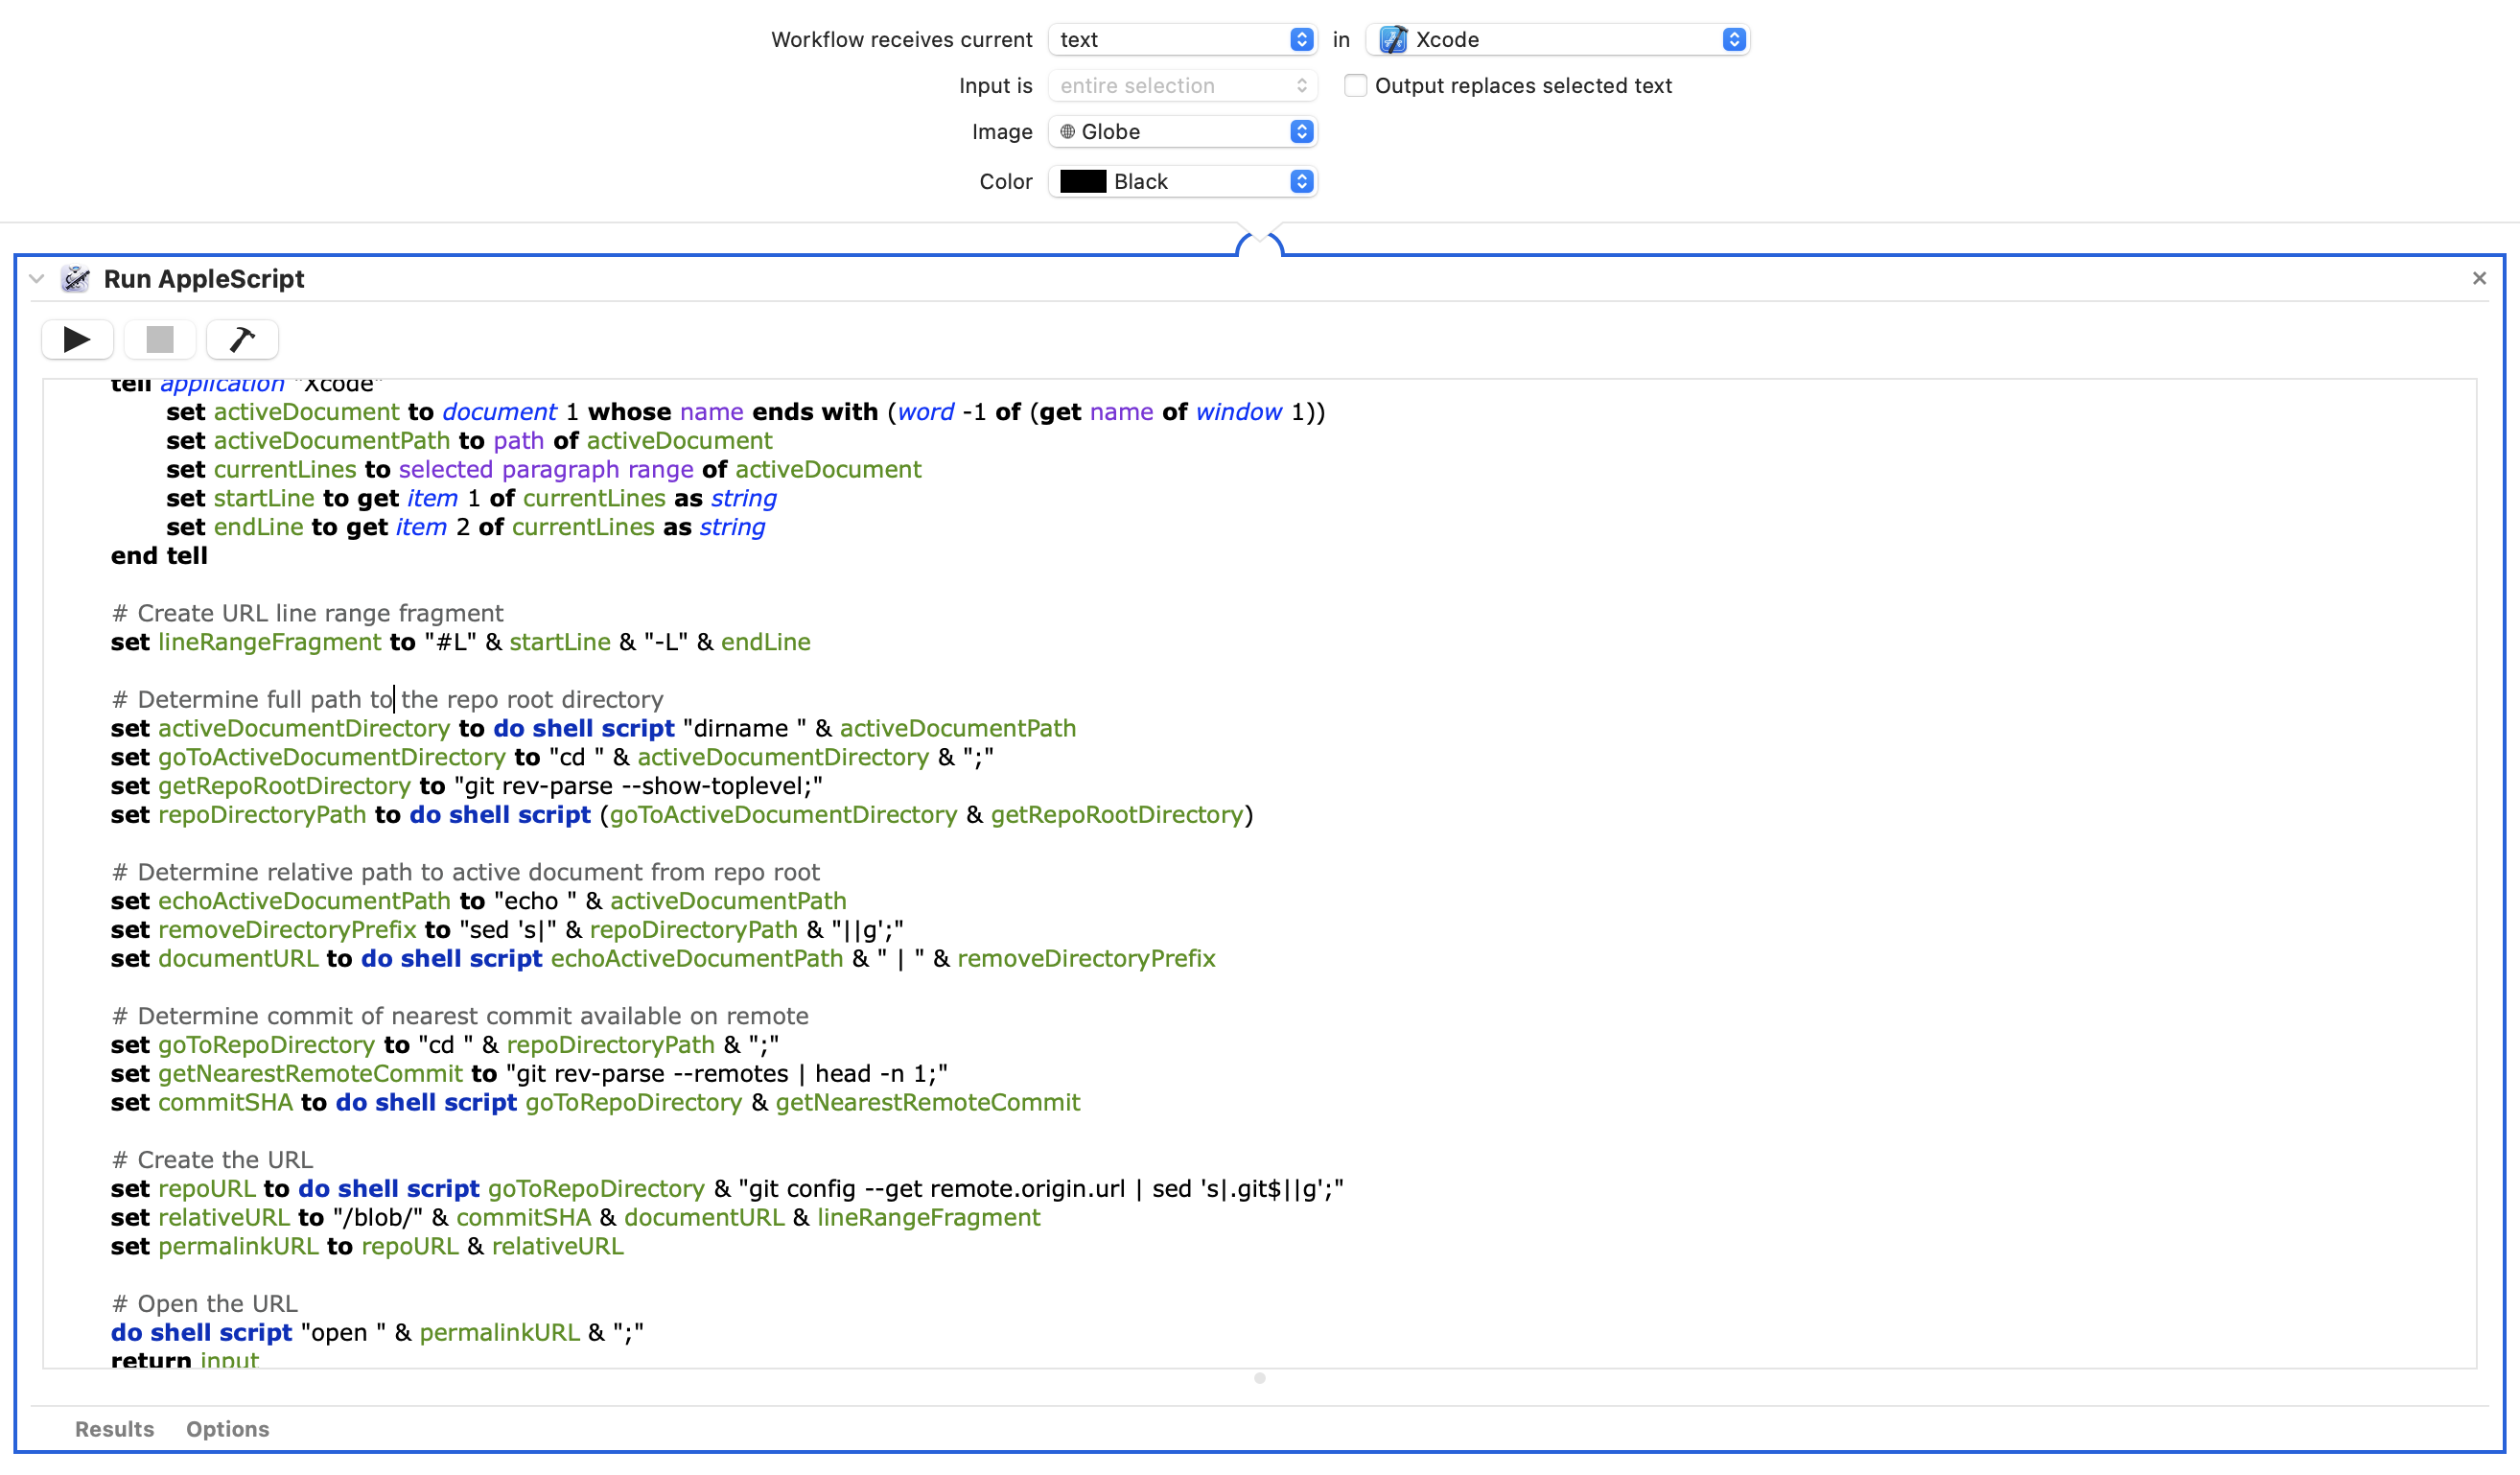 Workflow receives current text in Xcode
Input is entire selection Output replaces selected text
Image Globe
Color Black
Run AppleScript
tell application "Xcode"
set activeDocument to document 1 whose name ends with (word -1 of (get name of window 1))
set activeDocumentPath to path of activeDocument
set currentLines to selected paragraph range of activeDocument
set startLine to get item 1 of currentLines as string
set endLine to get item 2 of currentLines as string
end tell
# Create URL line range fragment
set lineRangeFragment to "#L" & startLine & "-L" & endLine
# Determine full path to the repo root directory
set activeDocumentDirectory to do shell script "dirname " & activeDocumentPath
set goToActiveDocumentDirectory to "cd " & activeDocumentDirectory & ";"
set getRepoRootDirectory to "git rev-parse --show-toplevel;"
set repoDirectoryPath to do shell script (goToActiveDocumentDirectory & getRepoRootDirectory)
# Determine relative path to active document from repo root
set echoActiveDocumentPath to "echo " & activeDocumentPath
set removeDirectoryPrefix to "sed 's|" & repoDirectoryPath & "||g';"
set documentURL to do shell script echoActiveDocumentPath & " | " & removeDirectoryPrefix
# Determine commit of nearest commit available on remote
set goToRepoDirectory to "cd " & repoDirectoryPath & ";"
set getNearestRemoteCommit to "git rev-parse --remotes | head -n 1;"
set commitSHA to do shell script goToRepoDirectory & getNearestRemoteCommit
# Create the URL
set repoURL to do shell script goToRepoDirectory & "git config --get remote.origin.url | sed 's|.git$||g';"
set relativeURL to "/blob/" & commitSHA & documentURL & lineRangeFragment
set permalinkURL to repoURL & relativeURL
# Open the URL
do shell script "open " & permalinkURL & ";"
return input
Results Options